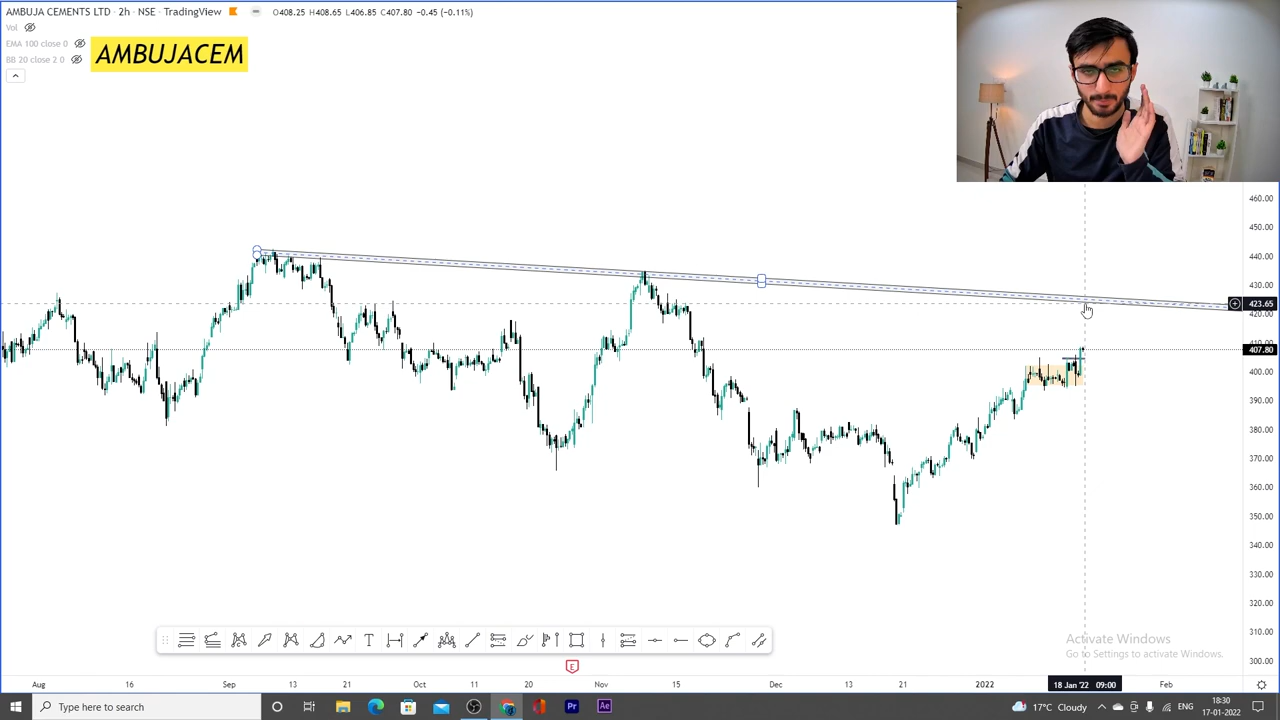 AMBUJA CEMENTS LTD · 2h · NSE · TradingView O408.25 H408.65 L406.85 C407.80 -0.45 (-0.11%)
Vol
EMA 100 close 0
BB 20 close 2 0
AMBUJACEM
460.00
450.00
440.00
430.00
423.65
420.00
410.00
407.80
400.00
390.00
380.00
370.00
360.00
350.00
340.00
330.00
320.00
310.00
300.00
T
E
Activate Windows
Go to Settings to activate Windows.
Aug 16 Sep 13 21 Oct 11 20 Nov 15 Dec 13 21 2022 18 Jan '22 09:00 Feb
Type here to search
Pr
Ae
17°C Cloudy
ENG
18:30
17-01-2022